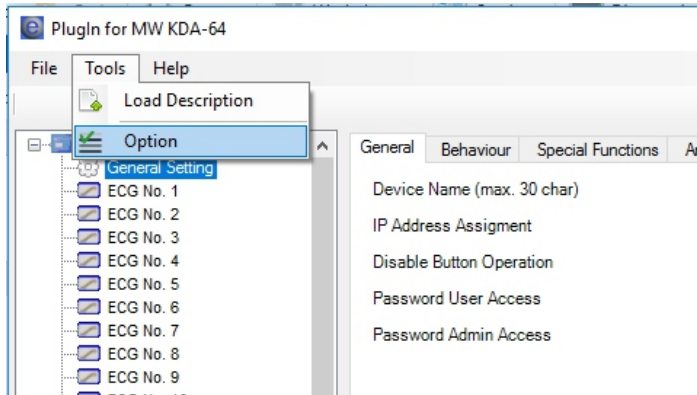 PlugIn for MW KDA-64
File Tools Help
Load Description
Option
General Setting
ECG No. 1
ECG No. 2
ECG No. 3
ECG No. 4
ECG No. 5
ECG No. 6
ECG No. 7
ECG No. 8
ECG No. 9
General Behaviour Special Functions
Device Name (max. 30 char)
IP Address Assigment
Disable Button Operation
Password User Access
Password Admin Access